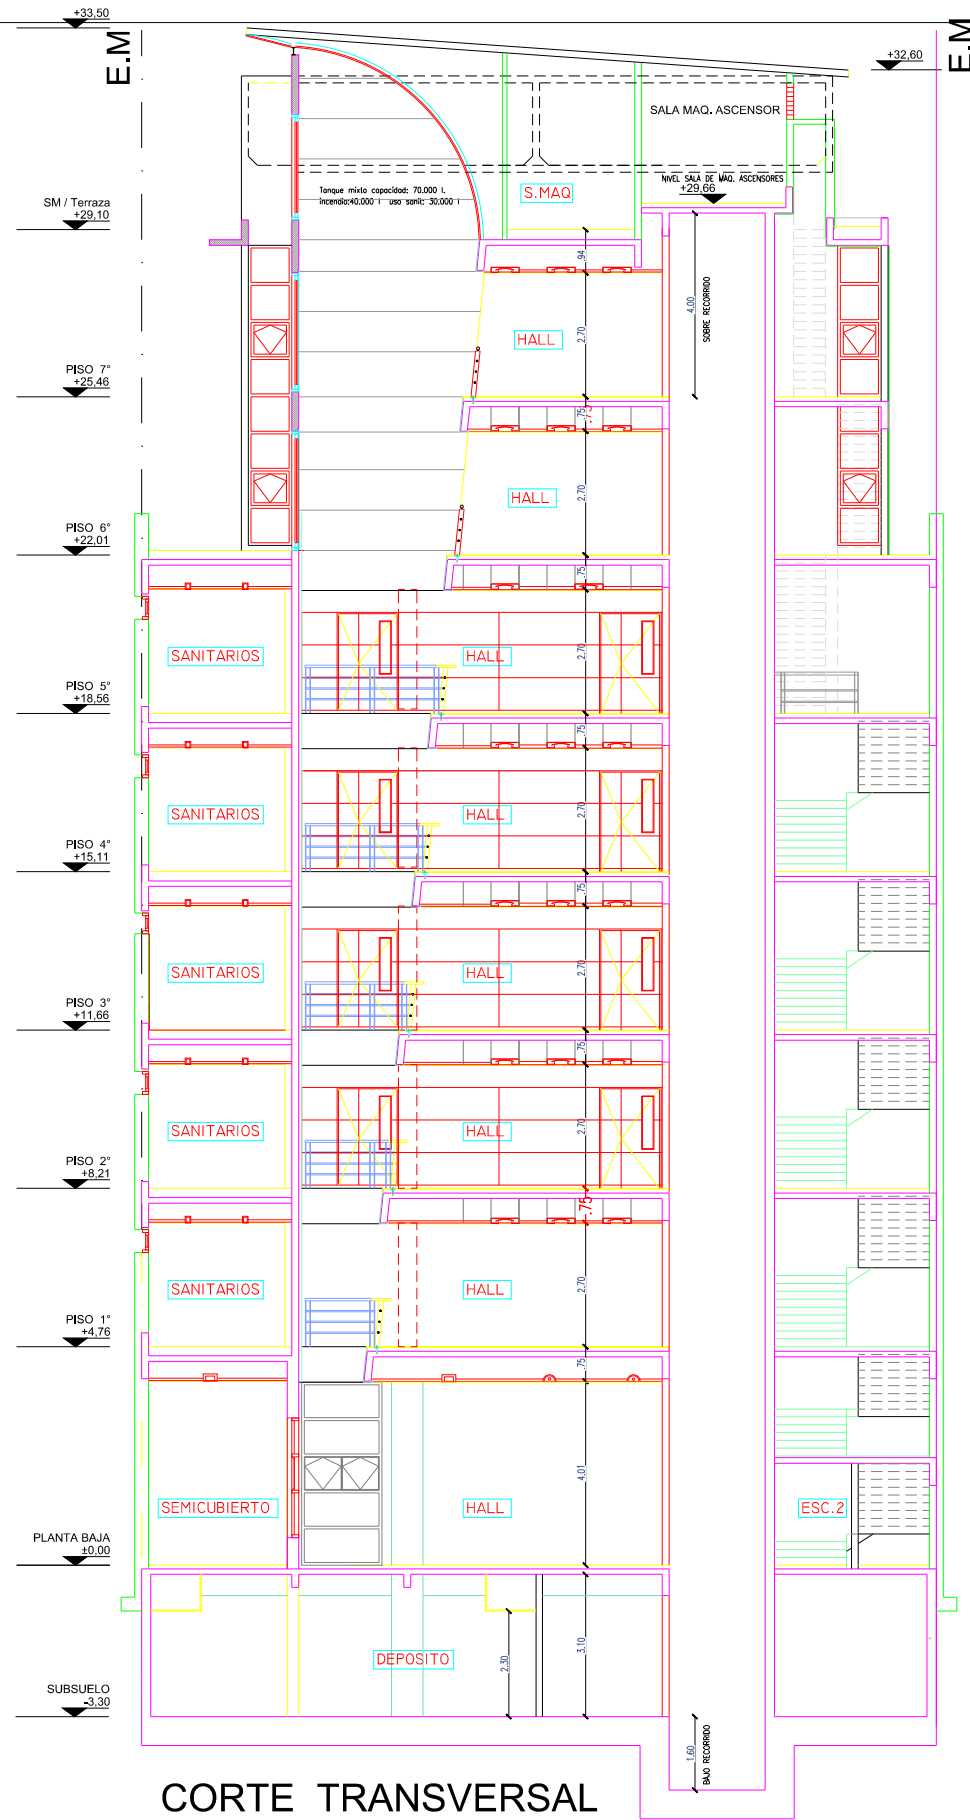 +33,50
E.M
E.M
+32,60
SALA MAQ. ASCENSOR
NIVEL SALA DE MAQ. ASCENSORES
+29,66
Tanque mixto capacidad: 70.000 l.
incendio:40.000 l uso sanit: 30.000 l
S.MAQ
SM / Terraza
+29,10
.94
4.00
SOBRE RECORRIDO
2.70
HALL
PISO 7°
+25,46
.75
.75
HALL
2.70
PISO 6°
+22,01
.75
SANITARIOS
HALL
2.70
PISO 5°
+18,56
.75
SANITARIOS
HALL
2.70
PISO 4°
+15,11
.75
SANITARIOS
HALL
2.70
PISO 3°
+11,66
.75
SANITARIOS
HALL
2.70
PISO 2°
+8,21
.75
SANITARIOS
HALL
2.70
PISO 1°
+4,76
.75
4.01
SEMICUBIERTO
HALL
ESC.2
PLANTA BAJA
±0,00
3.10
2.30
DEPOSITO
SUBSUELO
-3,30
1.60
BAJO RECORRIDO
CORTE TRANSVERSAL